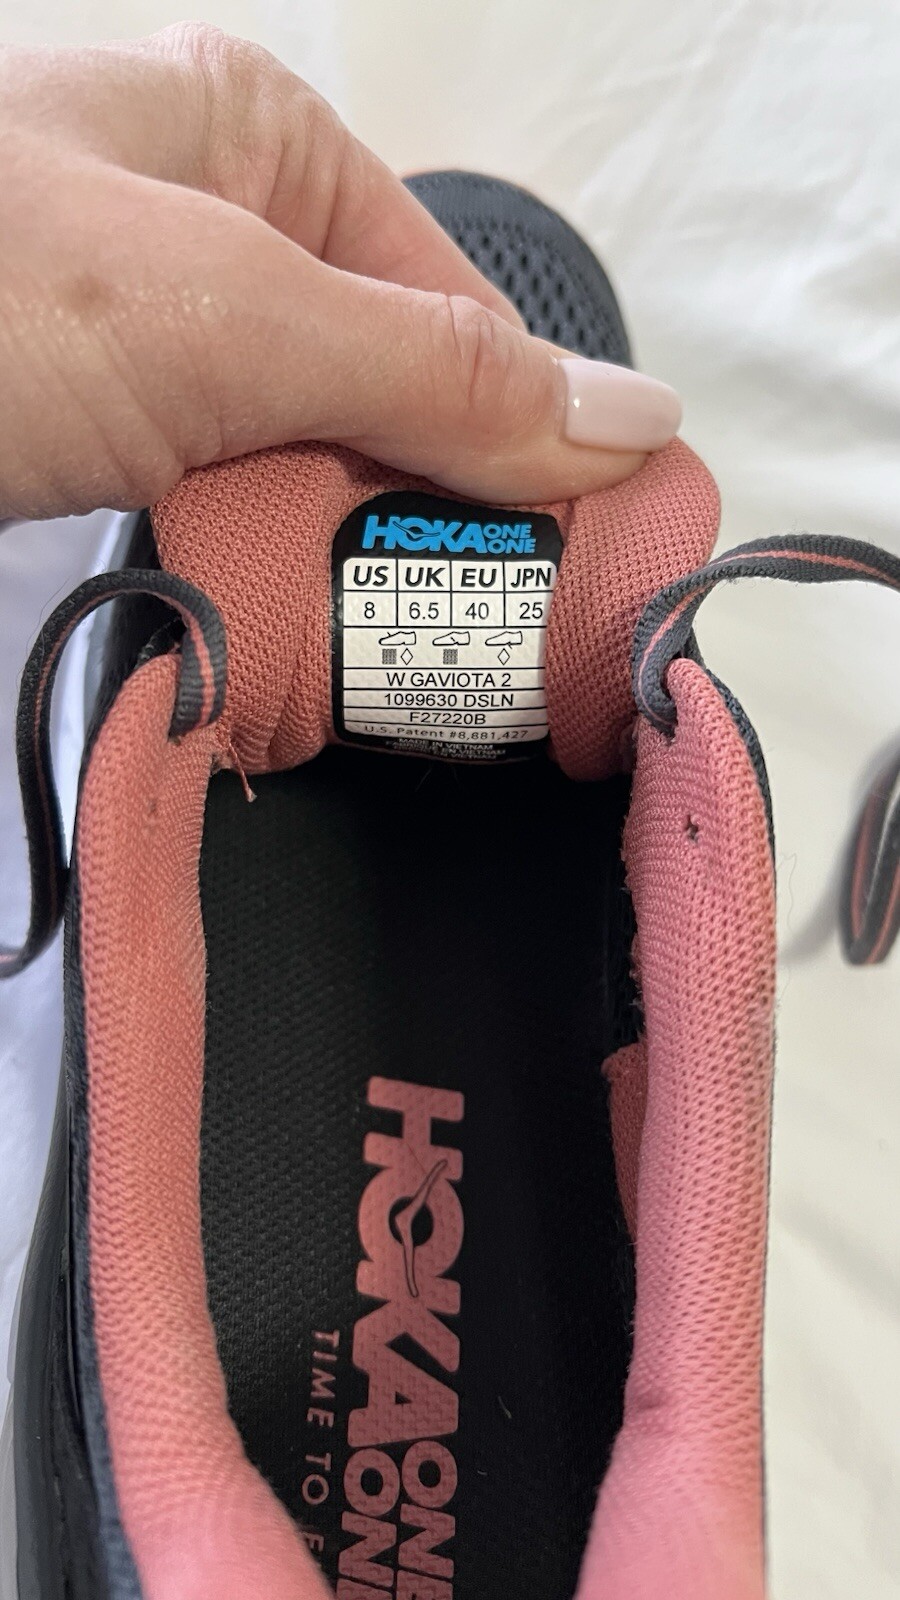 HOKA ONE ONE
US UK EU JPN
8 6.5 40 25
W GAVIOTA 2
1099630 DSLN
F27220B
U.S. Patent #8,881,427
MADE IN VIETNAM
HOKA ONE ONE
TIME TO